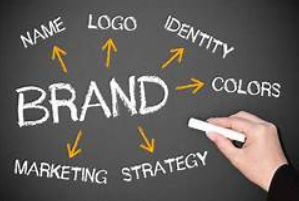 NAME
LOGO
IDENTITY
BRAND
COLORS
MARKETING
STRATEGY